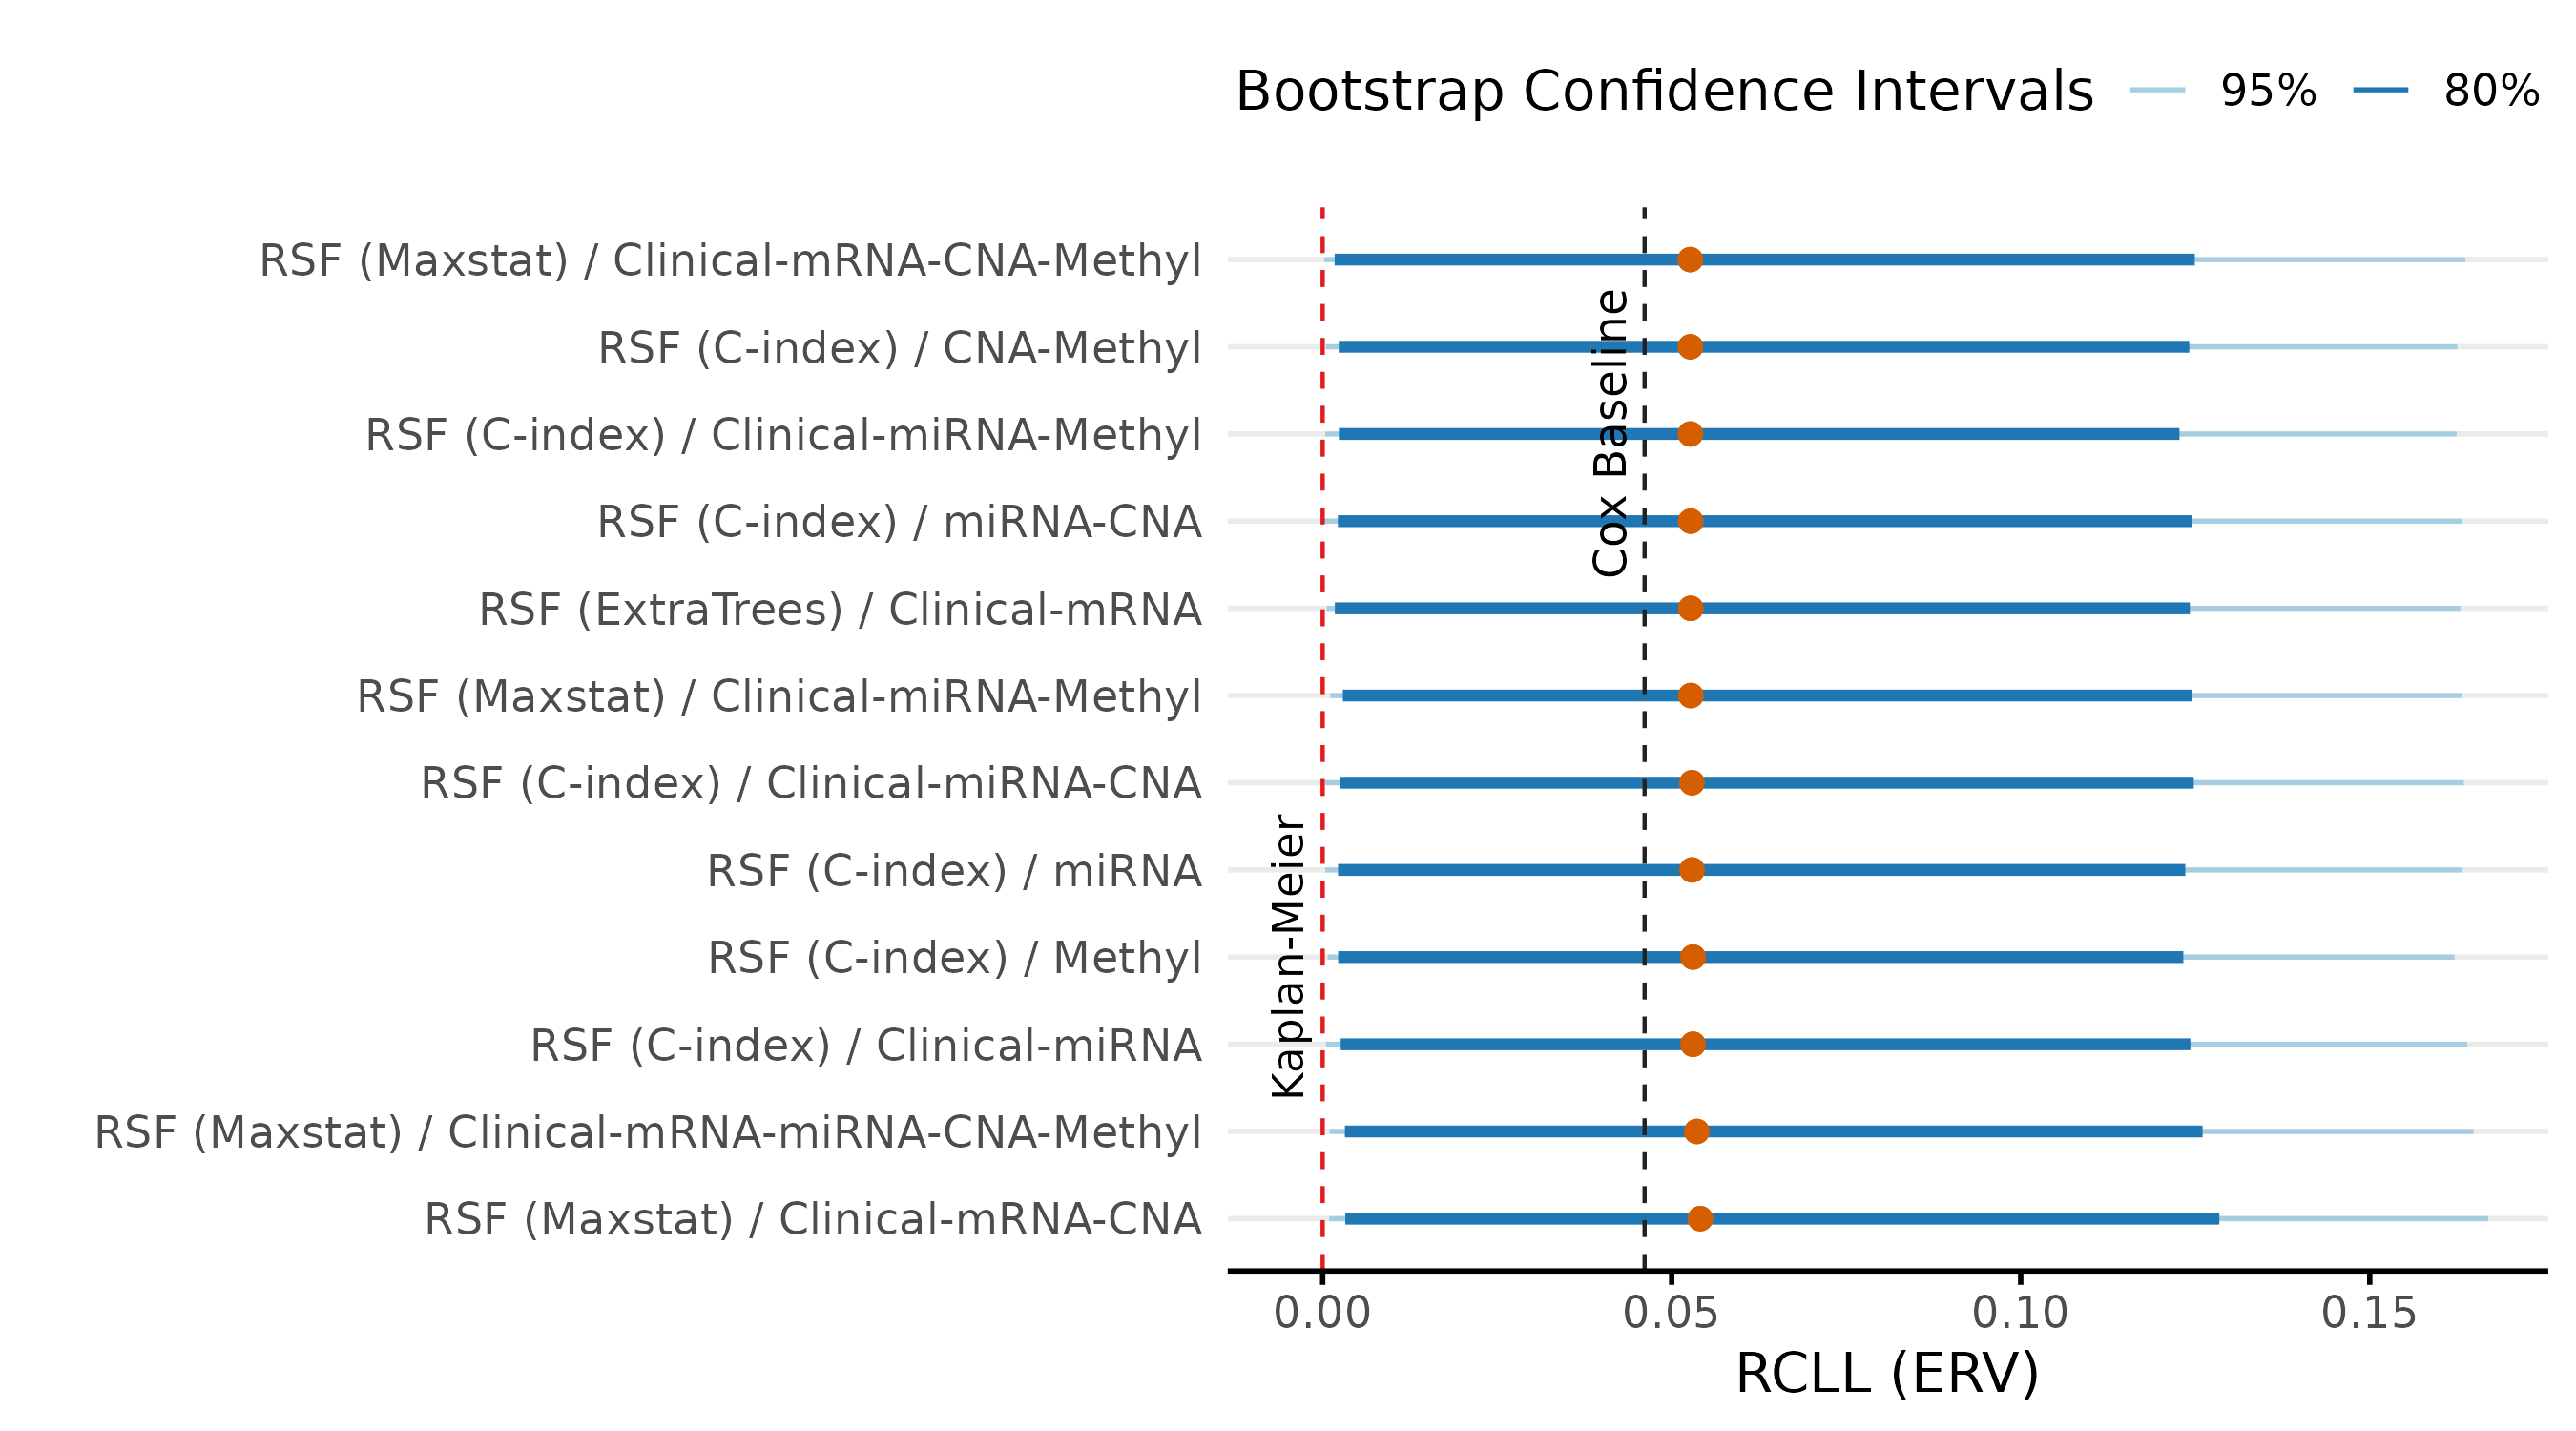 Bootstrap Confidence Intervals 95% 80%
RSF (Maxstat) / Clinical-mRNA-CNA-Methyl
RSF (C-index) / CNA-Methyl
RSF (C-index) / Clinical-miRNA-Methyl
RSF (C-index) / miRNA-CNA
RSF (ExtraTrees) / Clinical-mRNA
RSF (Maxstat) / Clinical-miRNA-Methyl
RSF (C-index) / Clinical-miRNA-CNA
RSF (C-index) / miRNA
RSF (C-index) / Methyl
RSF (C-index) / Clinical-miRNA
RSF (Maxstat) / Clinical-mRNA-miRNA-CNA-Methyl
RSF (Maxstat) / Clinical-mRNA-CNA
Kaplan-Meier
Cox Baseline
0.00 0.05 0.10 0.15
RCLL (ERV)